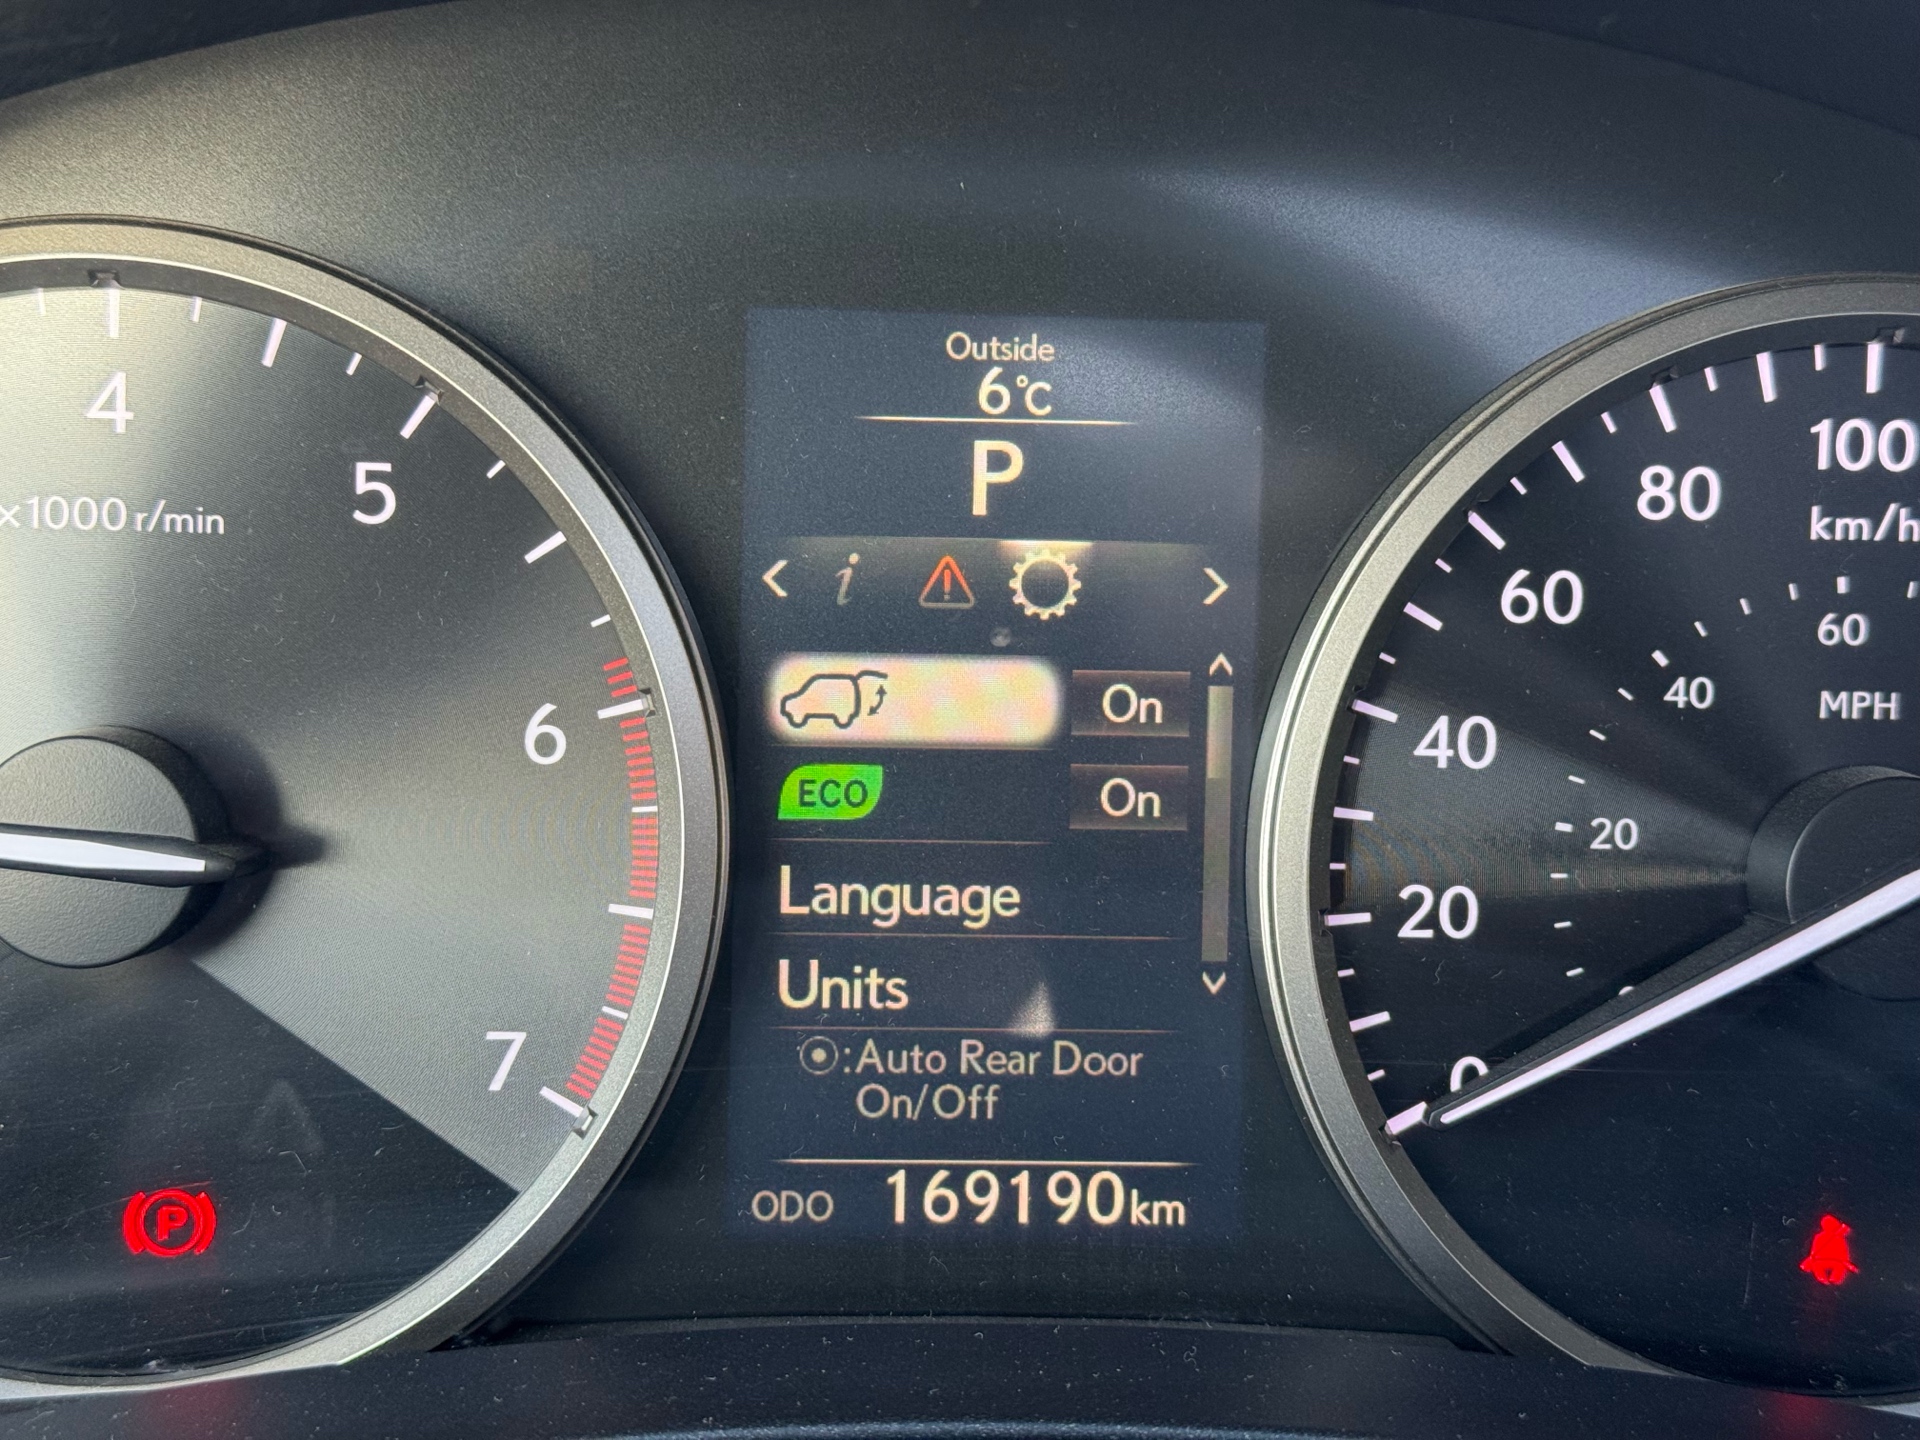 Outside
6°C
P
4
5
×1000 r/min
6
7
P
i
!
On
ECO
On
Language
Units
:Auto Rear Door
On/Off
ODO 169190km
100
80
km/h
60
60
40
MPH
40
20
20
0